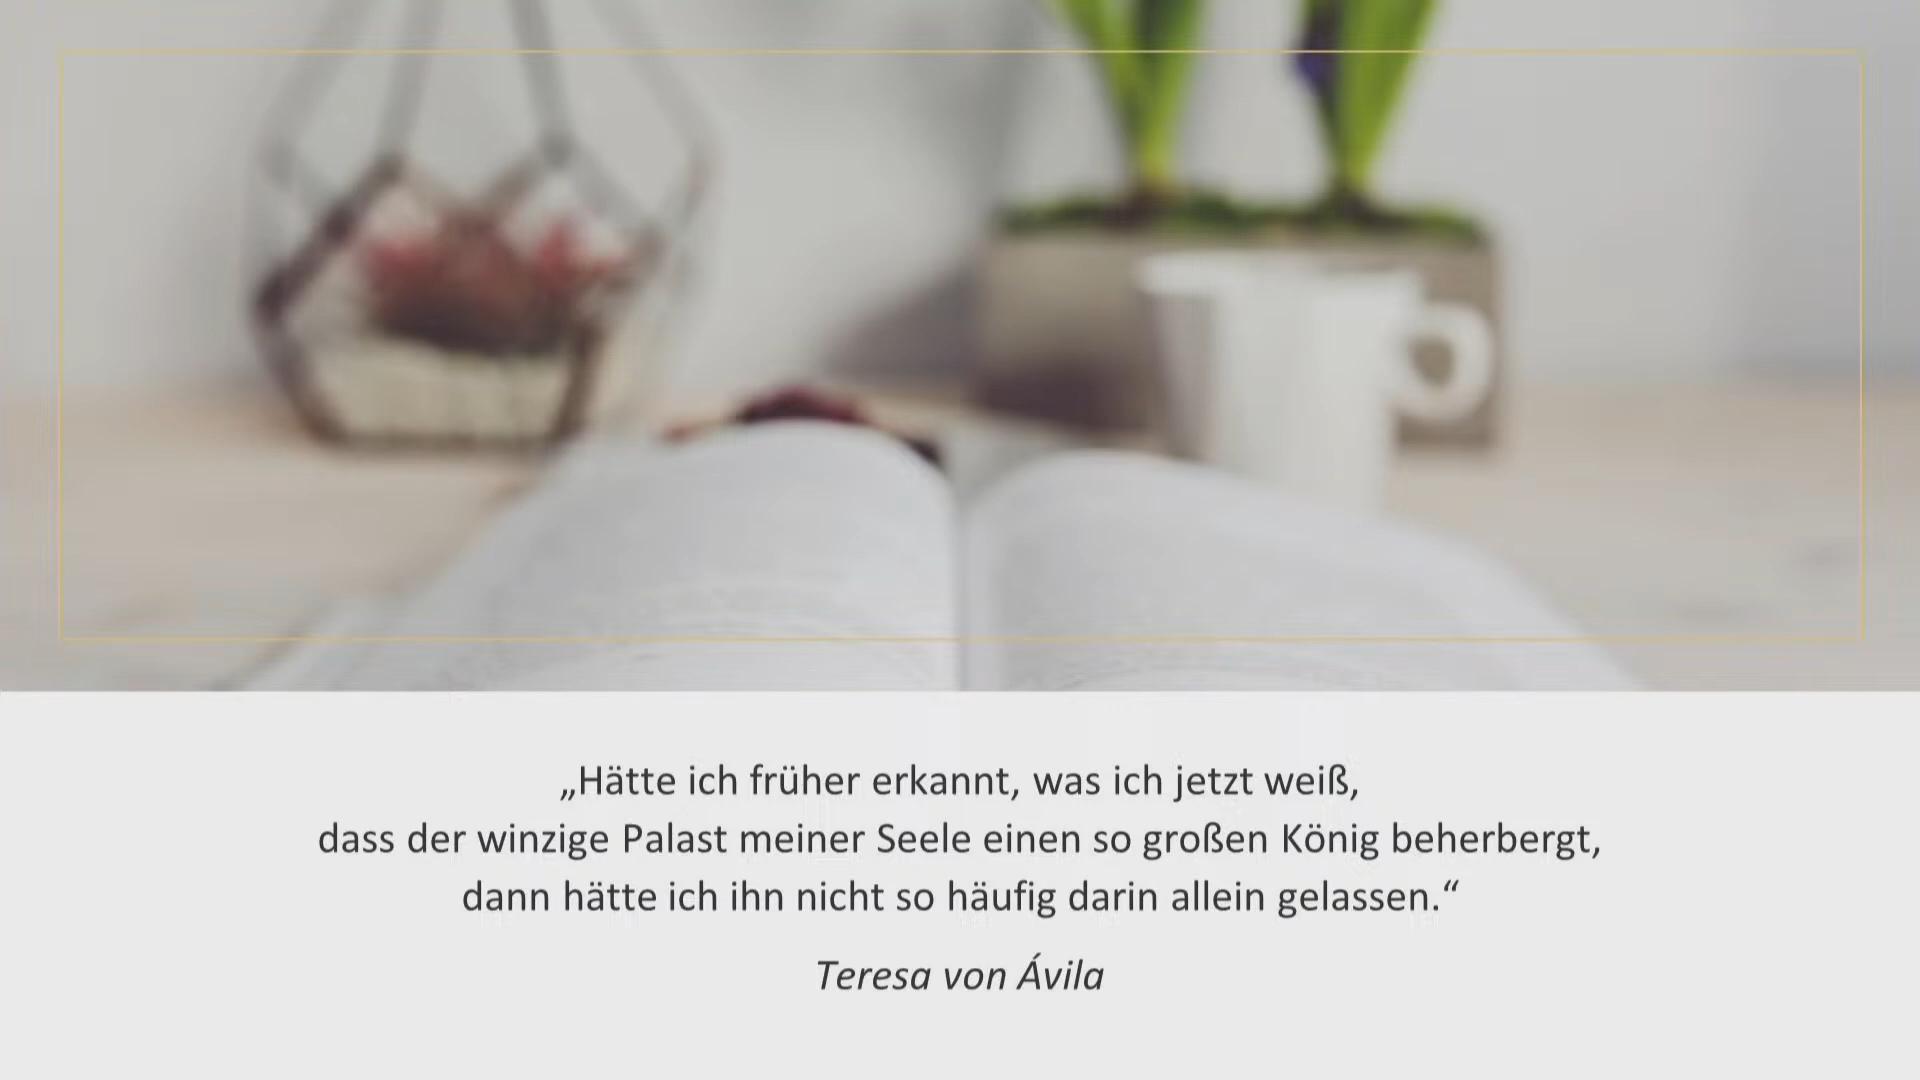 „Hätte ich früher erkannt, was ich jetzt weiß,
dass der winzige Palast meiner Seele einen so großen König beherbergt,
dann hätte ich ihn nicht so häufig darin allein gelassen.“
Teresa von Ávila